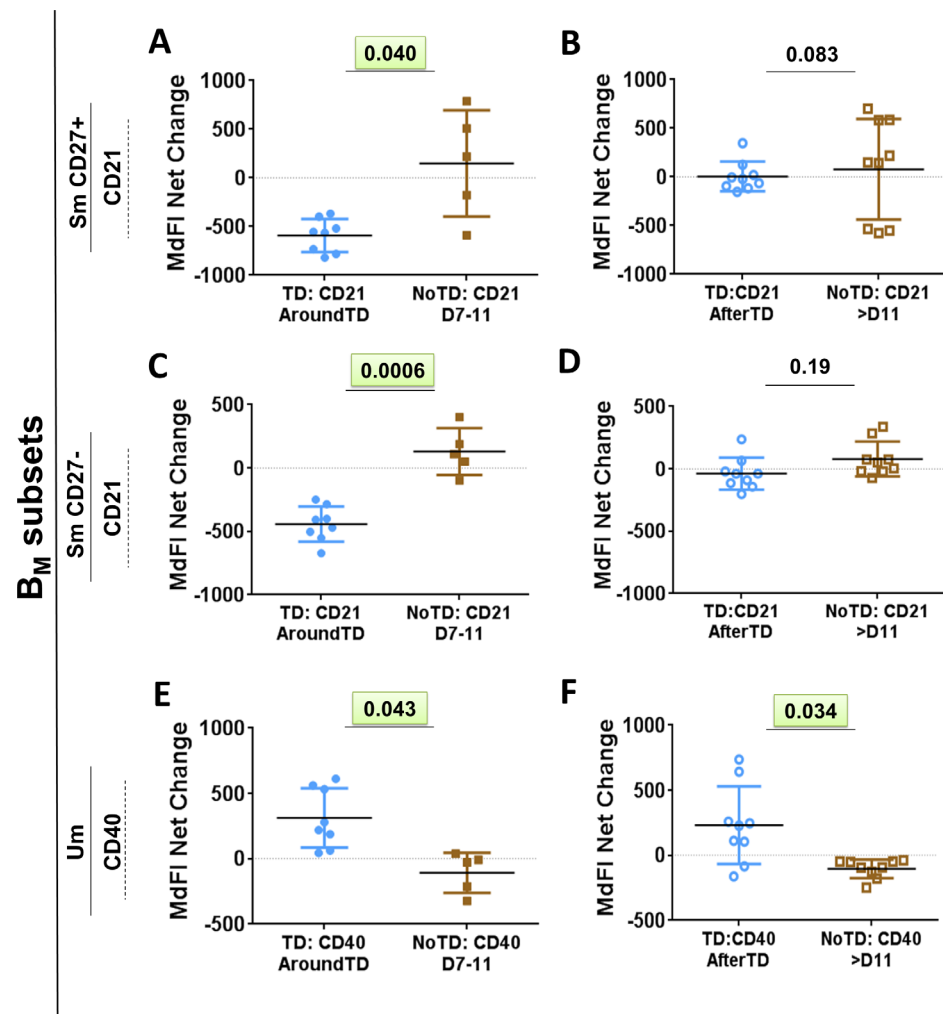 B_M subsets
Sm CD27+
CD21
A
0.040
MdFI Net Change
1000
500
0
-500
-1000
TD: CD21
AroundTD
NoTD: CD21
D7-11
B
0.083
MdFI Net Change
1000
500
0
-500
-1000
TD:CD21
AfterTD
NoTD: CD21
>D11
Sm CD27-
CD21
C
0.0006
MdFI Net Change
500
0
-500
-1000
TD: CD21
AroundTD
NoTD: CD21
D7-11
D
0.19
MdFI Net Change
500
0
-500
-1000
TD:CD21
AfterTD
NoTD: CD21
>D11
Um
CD40
E
0.043
MdFI Net Change
1000
500
0
-500
TD: CD40
AroundTD
NoTD: CD40
D7-11
F
0.034
MdFI Net Change
1000
500
0
-500
TD:CD40
AfterTD
NoTD: CD40
>D11